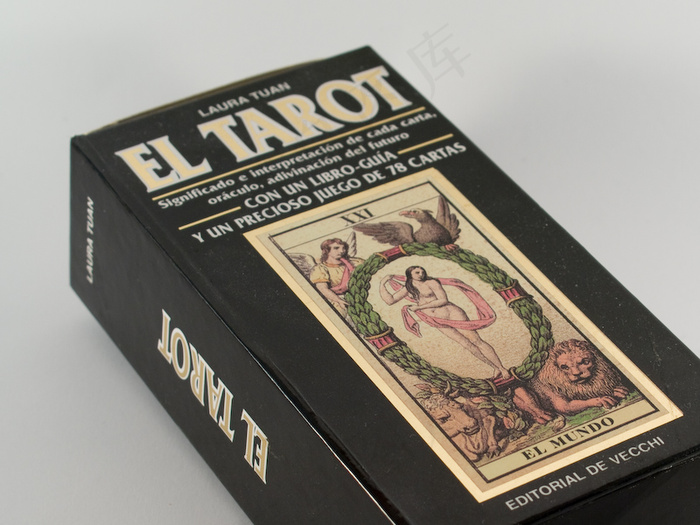 LAURA TUAN
EL TAROT
Significado e interpretación de cada carta,
oráculo, adivinación del futuro
CON UN LIBRO-GUÍA
Y UN PRECIOSO JUEGO DE 78 CARTAS
XXI
EL MUNDO
EDITORIAL DE VECCHI
LAURA TUAN
EL TAROT
库